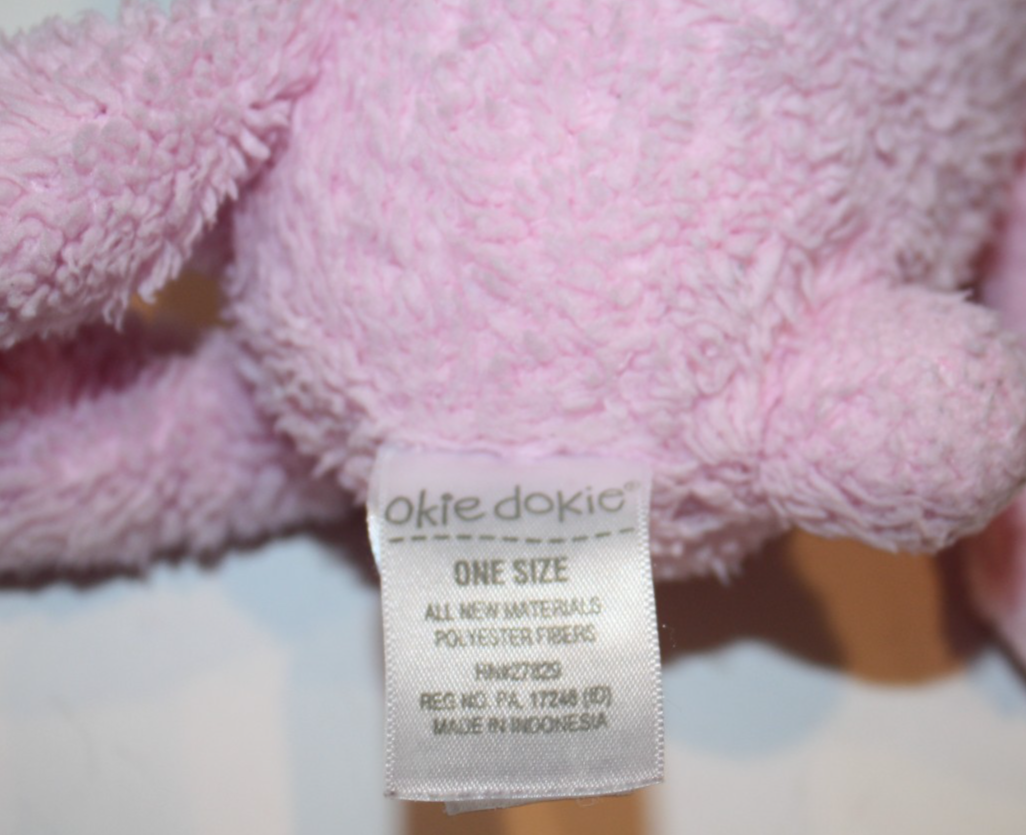 okie dokie®
ONE SIZE
ALL NEW MATERIALS
POLYESTER FIBERS
RN#27829
REG NO. PA. 17248 (ID)
MADE IN INDONESIA